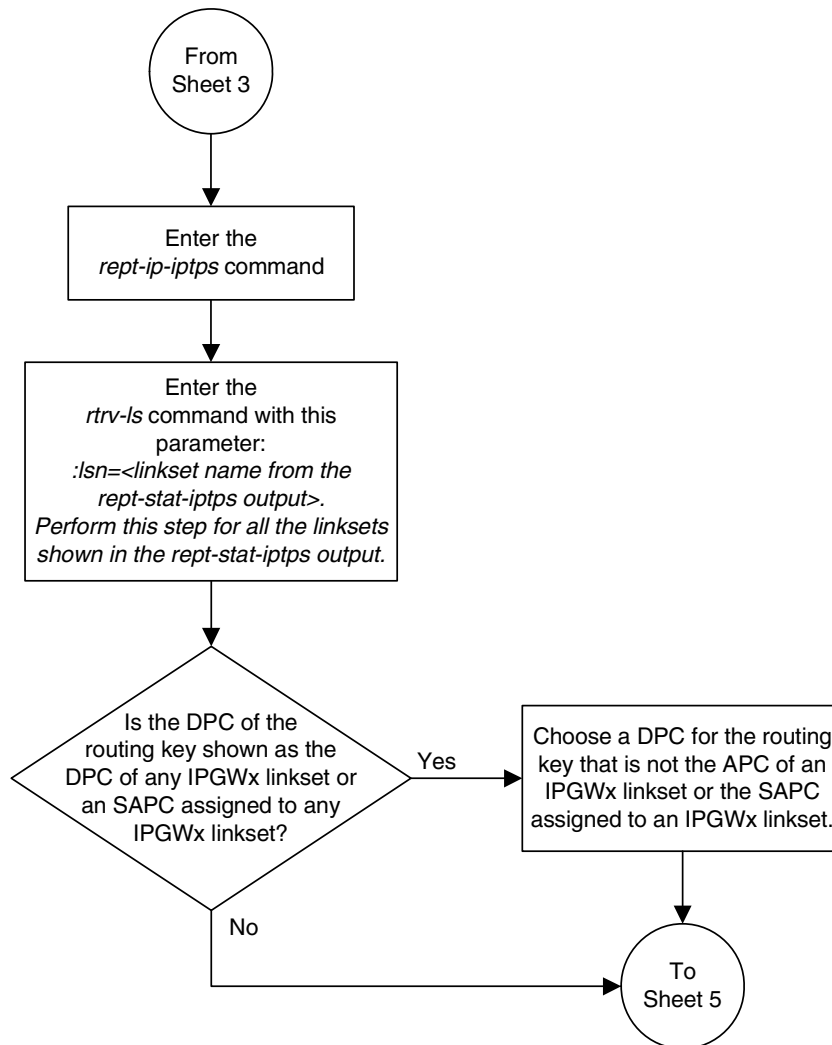 From
Sheet 3
Enter the
rept-ip-iptps command
Enter the
rtrv-ls command with this
parameter:
:lsn=<linkset name from the
rept-stat-iptps output>.
Perform this step for all the linksets
shown in the rept-stat-iptps output.
Is the DPC of the
routing key shown as the
DPC of any IPGWx linkset or
an SAPC assigned to any
IPGWx linkset?
Yes
Choose a DPC for the routing
key that is not the APC of an
IPGWx linkset or the SAPC
assigned to an IPGWx linkset.
No
To
Sheet 5